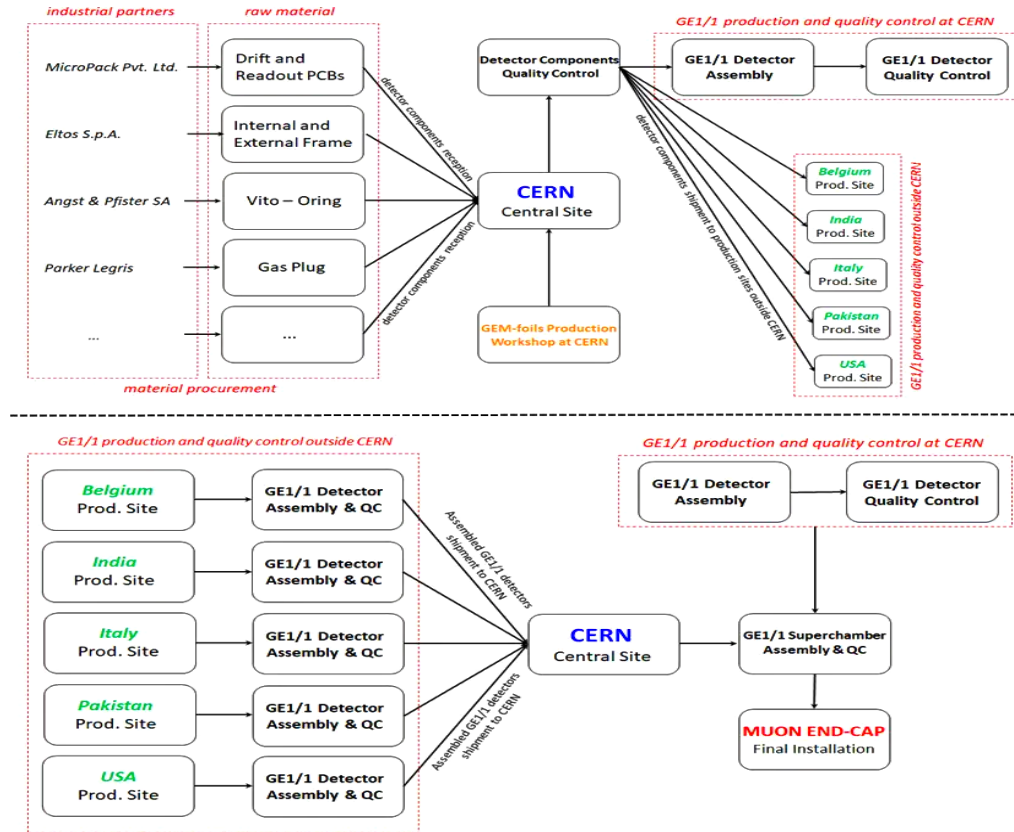 industrial partners
raw material
MicroPack Pvt. Ltd.
Drift and
Readout PCBs
Eltos S.p.A.
Internal and
External Frame
Angst & Pfister SA
Vito – Oring
Parker Legris
Gas Plug
...
...
material procurement
detector components reception
detector components reception
CERN
Central Site
GEM-foils Production
Workshop at CERN
Detector Components
Quality Control
GE1/1 production and quality control at CERN
GE1/1 Detector
Assembly
GE1/1 Detector
Quality Control
detector components shipment to production sites outside CERN
Belgium
Prod. Site
India
Prod. Site
Italy
Prod. Site
Pakistan
Prod. Site
USA
Prod. Site
GE1/1 production and quality control outside CERN
GE1/1 production and quality control outside CERN
Belgium
Prod. Site
GE1/1 Detector
Assembly & QC
India
Prod. Site
GE1/1 Detector
Assembly & QC
Italy
Prod. Site
GE1/1 Detector
Assembly & QC
Pakistan
Prod. Site
GE1/1 Detector
Assembly & QC
USA
Prod. Site
GE1/1 Detector
Assembly & QC
Assembled GE1/1 detectors
shipment to CERN
Assembled GE1/1 detectors
shipment to CERN
CERN
Central Site
GE1/1 production and quality control at CERN
GE1/1 Detector
Assembly
GE1/1 Detector
Quality Control
GE1/1 Superchamber
Assembly & QC
MUON END-CAP
Final Installation